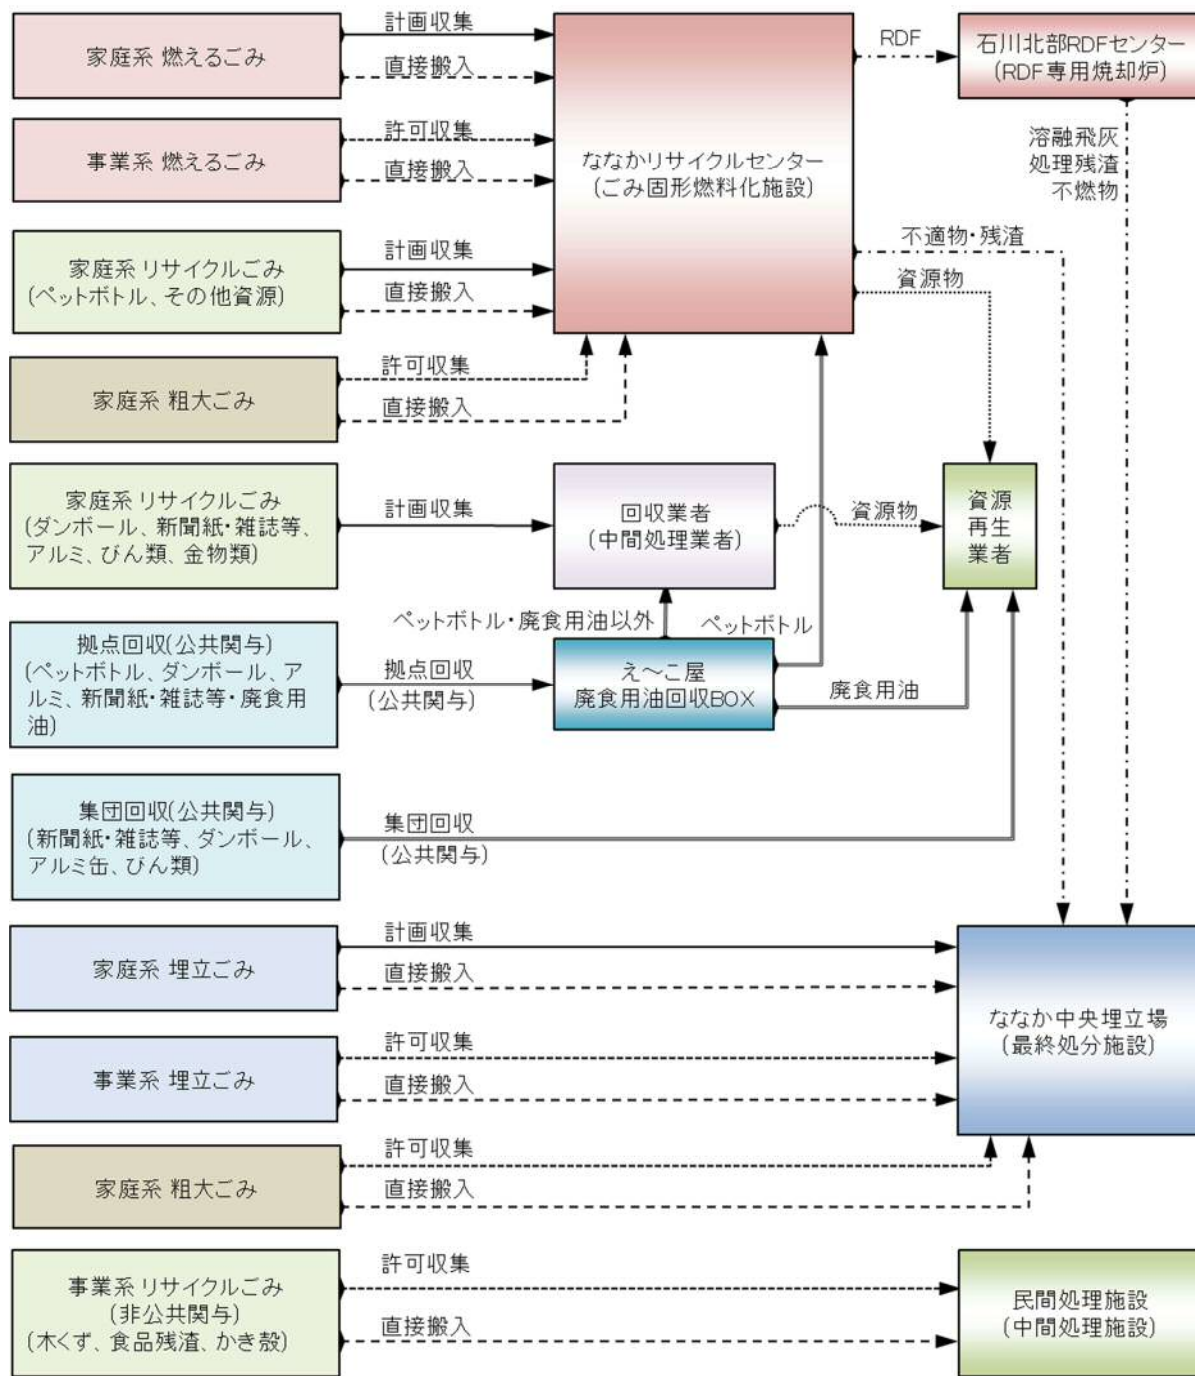 家庭系 燃えるごみ
計画収集
直接搬入
事業系 燃えるごみ
許可収集
直接搬入
家庭系 リサイクルごみ
(ペットボトル、その他資源)
計画収集
直接搬入
家庭系 粗大ごみ
許可収集
直接搬入
ななかリサイクルセンター
(ごみ固形燃料化施設)
RDF
石川北部RDFセンター
(RDF専用焼却炉)
溶融飛灰
処理残渣
不燃物
不適物・残渣
資源物
家庭系 リサイクルごみ
(ダンボール、新聞紙・雑誌等、
アルミ、びん類、金物類)
計画収集
回収業者
(中間処理業者)
資源物
資源
再生
業者
ペットボトル・廃食用油以外
ペットボトル
拠点回収(公共関与)
(ペットボトル、ダンボール、ア
ルミ、新聞紙・雑誌等・廃食用
油)
拠点回収
(公共関与)
え～こ屋
廃食用油回収BOX
廃食用油
集団回収(公共関与)
(新聞紙・雑誌等、ダンボール、
アルミ缶、びん類)
集団回収
(公共関与)
家庭系 埋立ごみ
計画収集
直接搬入
事業系 埋立ごみ
許可収集
直接搬入
家庭系 粗大ごみ
許可収集
直接搬入
ななか中央埋立場
(最終処分施設)
事業系 リサイクルごみ
(非公共関与)
(木くず、食品残渣、かき殻)
許可収集
直接搬入
民間処理施設
(中間処理施設)